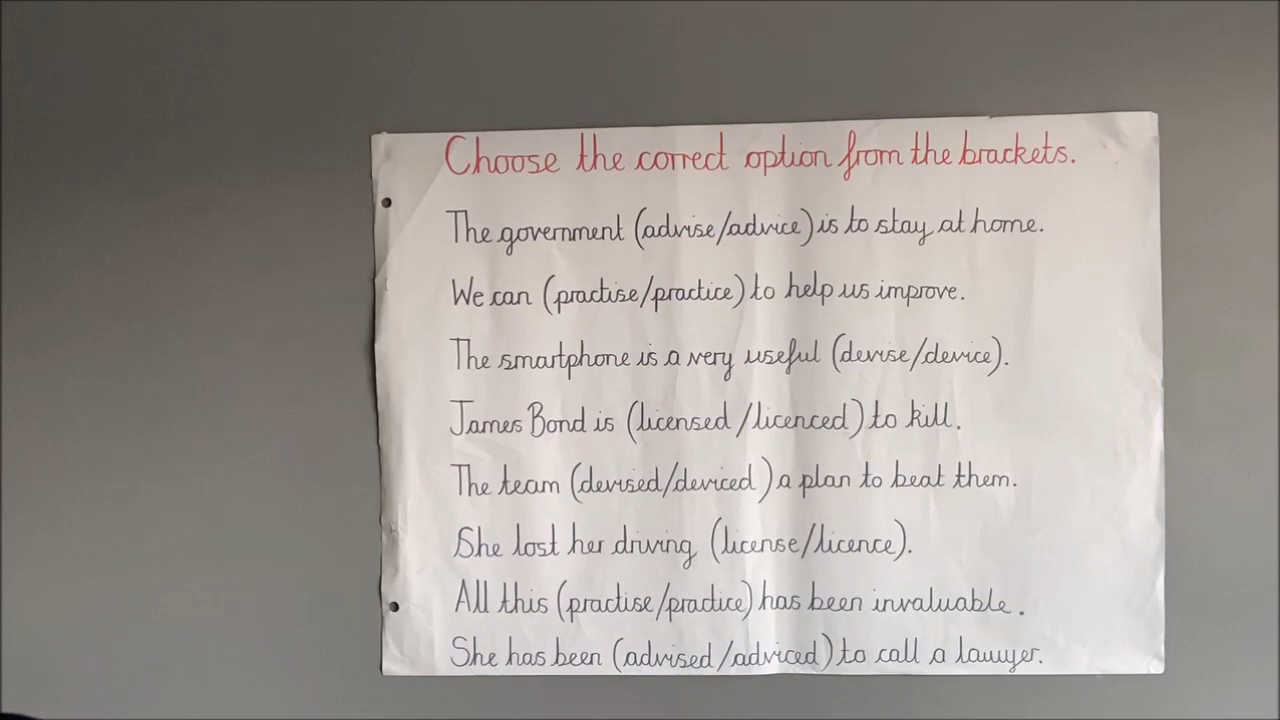 Choose the correct option from the brackets.
The government (advise/advice) is to stay at home.
We can (practise/practice) to help us improve.
The smartphone is a very useful (devise/device).
James Bond is (licensed/licenced) to kill.
The team (devised/deviced) a plan to beat them.
She lost her driving (license/licence).
All this (practise/practice) has been invaluable.
She has been (advised/adviced) to call a lawyer.